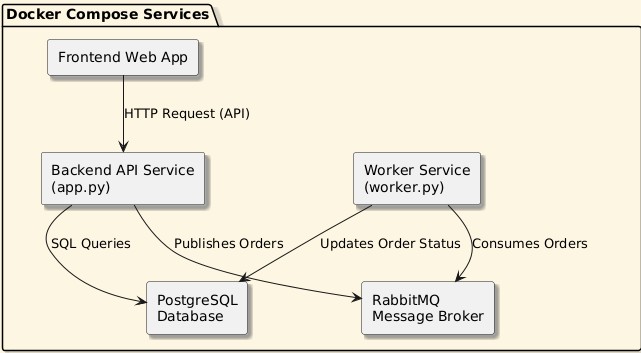 Docker Compose Services
Frontend Web App
HTTP Request (API)
Backend API Service
(app.py)
Worker Service
(worker.py)
SQL Queries
Publishes Orders
Updates Order Status
Consumes Orders
PostgreSQL
Database
RabbitMQ
Message Broker